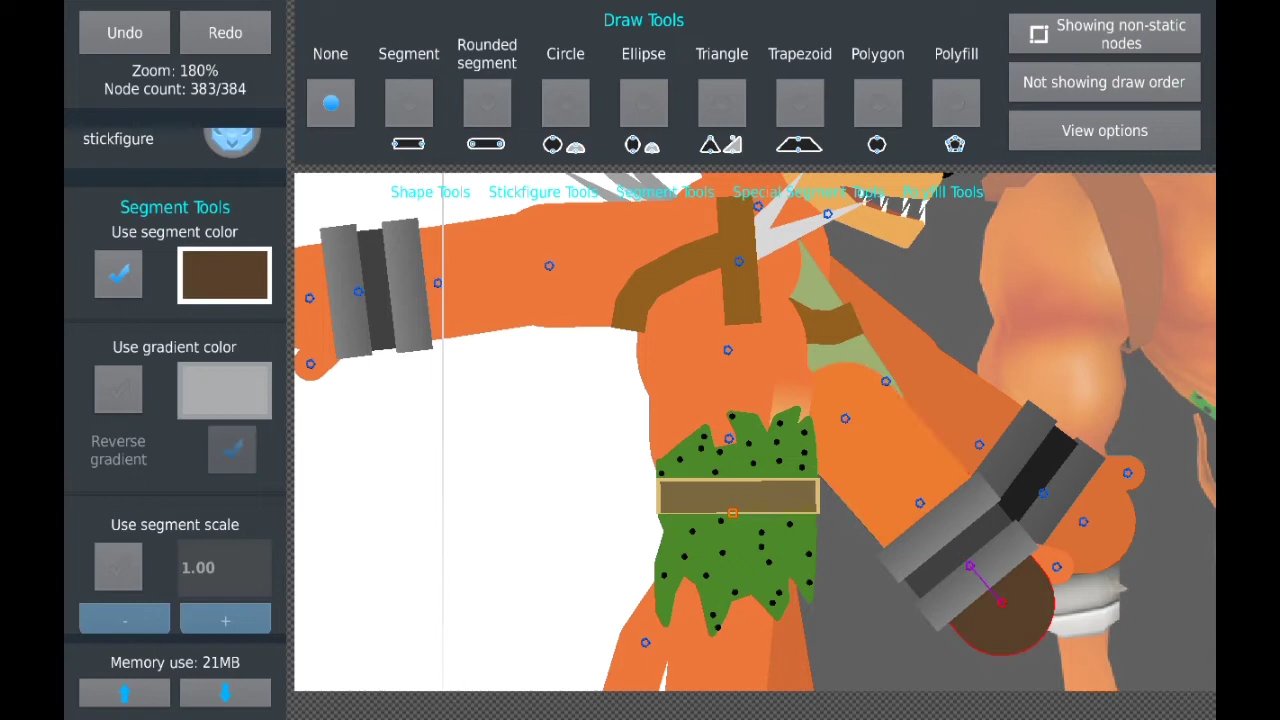 Undo
Redo
Zoom: 180%
Node count: 383/384
stickfigure
Segment Tools
Use segment color
Use gradient color
Reverse
gradient
Use segment scale
1.00
-
+
Memory use: 21MB
Draw Tools
None
Segment
Rounded
segment
Circle
Ellipse
Triangle
Trapezoid
Polygon
Polyfill
Shape Tools
Stickfigure Tools
Segment Tools
Special Segment Tools
Polyfill Tools
Showing non-static
nodes
Not showing draw order
View options